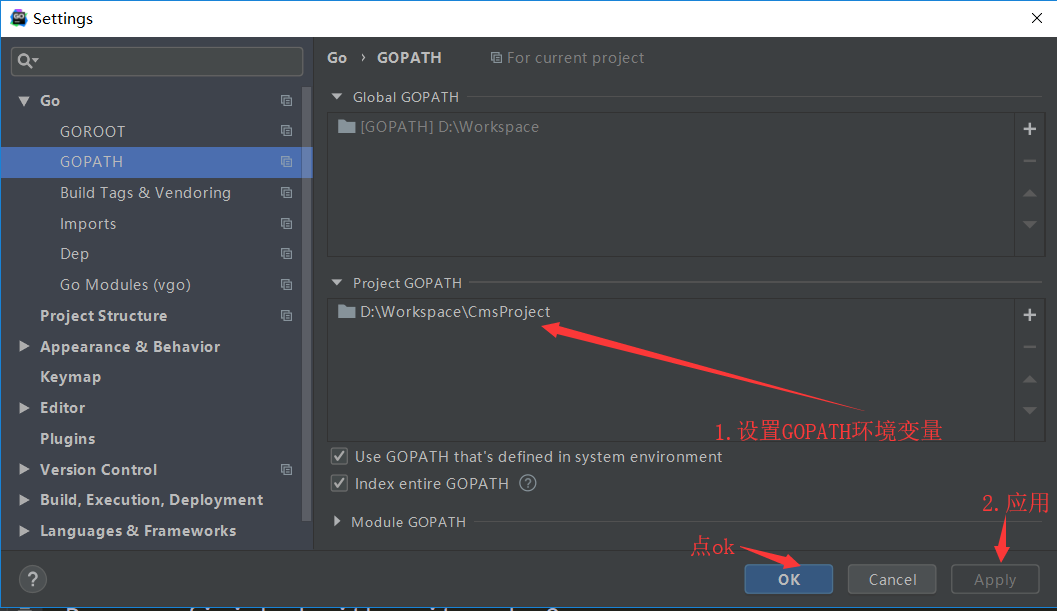 Settings
Go › GOPATH For current project
Go
GOROOT
GOPATH
Build Tags & Vendoring
Imports
Dep
Go Modules (vgo)
Project Structure
Appearance & Behavior
Keymap
Editor
Plugins
Version Control
Build, Execution, Deployment
Languages & Frameworks
Global GOPATH
[GOPATH] D:\Workspace
Project GOPATH
D:\Workspace\CmsProject
1.设置GOPATH环境变量
Use GOPATH that's defined in system environment
Index entire GOPATH ?
Module GOPATH
2.应用
点ok
?
OK
Cancel
Apply